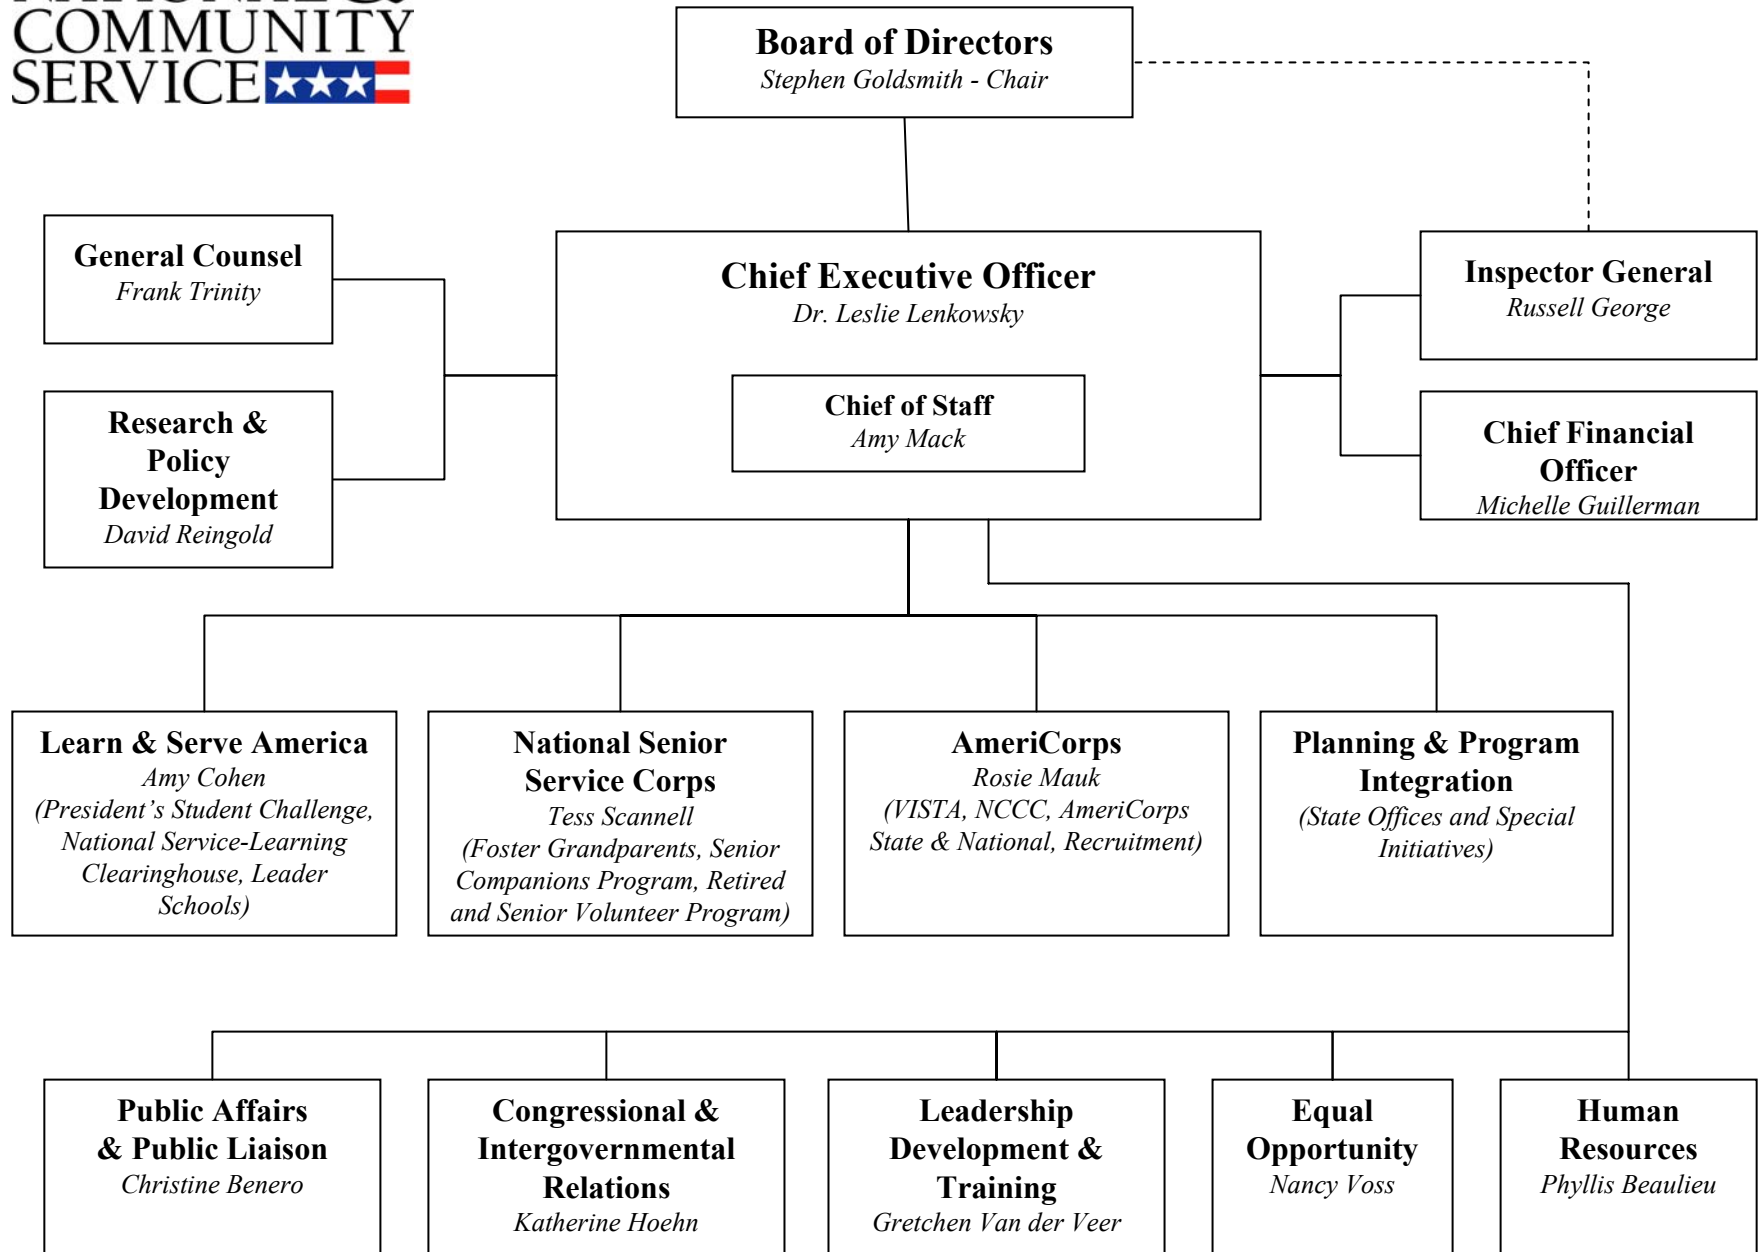 COMMUNITY
SERVICE
Board of Directors
Stephen Goldsmith - Chair
General Counsel
Frank Trinity
Chief Executive Officer
Dr. Leslie Lenkowsky
Inspector General
Russell George
Chief of Staff
Amy Mack
Research &
Policy
Development
David Reingold
Chief Financial
Officer
Michelle Guillerman
Learn & Serve America
Amy Cohen
(President’s Student Challenge,
National Service-Learning
Clearinghouse, Leader
Schools)
National Senior
Service Corps
Tess Scannell
(Foster Grandparents, Senior
Companions Program, Retired
and Senior Volunteer Program)
AmeriCorps
Rosie Mauk
(VISTA, NCCC, AmeriCorps
State & National, Recruitment)
Planning & Program
Integration
(State Offices and Special
Initiatives)
Public Affairs
& Public Liaison
Christine Benero
Congressional &
Intergovernmental
Relations
Katherine Hoehn
Leadership
Development &
Training
Gretchen Van der Veer
Equal
Opportunity
Nancy Voss
Human
Resources
Phyllis Beaulieu